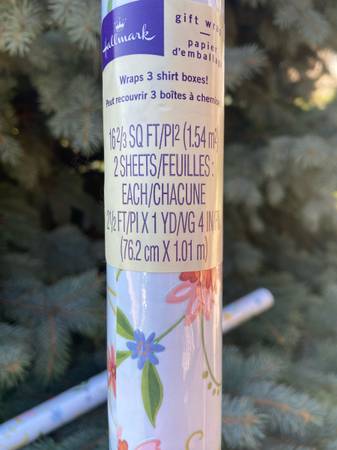 Hallmark
gift wrap
papier
d'emballage
Wraps 3 shirt boxes!
Peut recouvrir 3 boîtes à chemise
16 2/3 SQ FT/PI² (1.54 m²)
2 SHEETS/FEUILLES :
EACH/CHACUNE
2 1/2 FT/PI X 1 YD/VG 4 IN
(76.2 cm X 1.01 m)